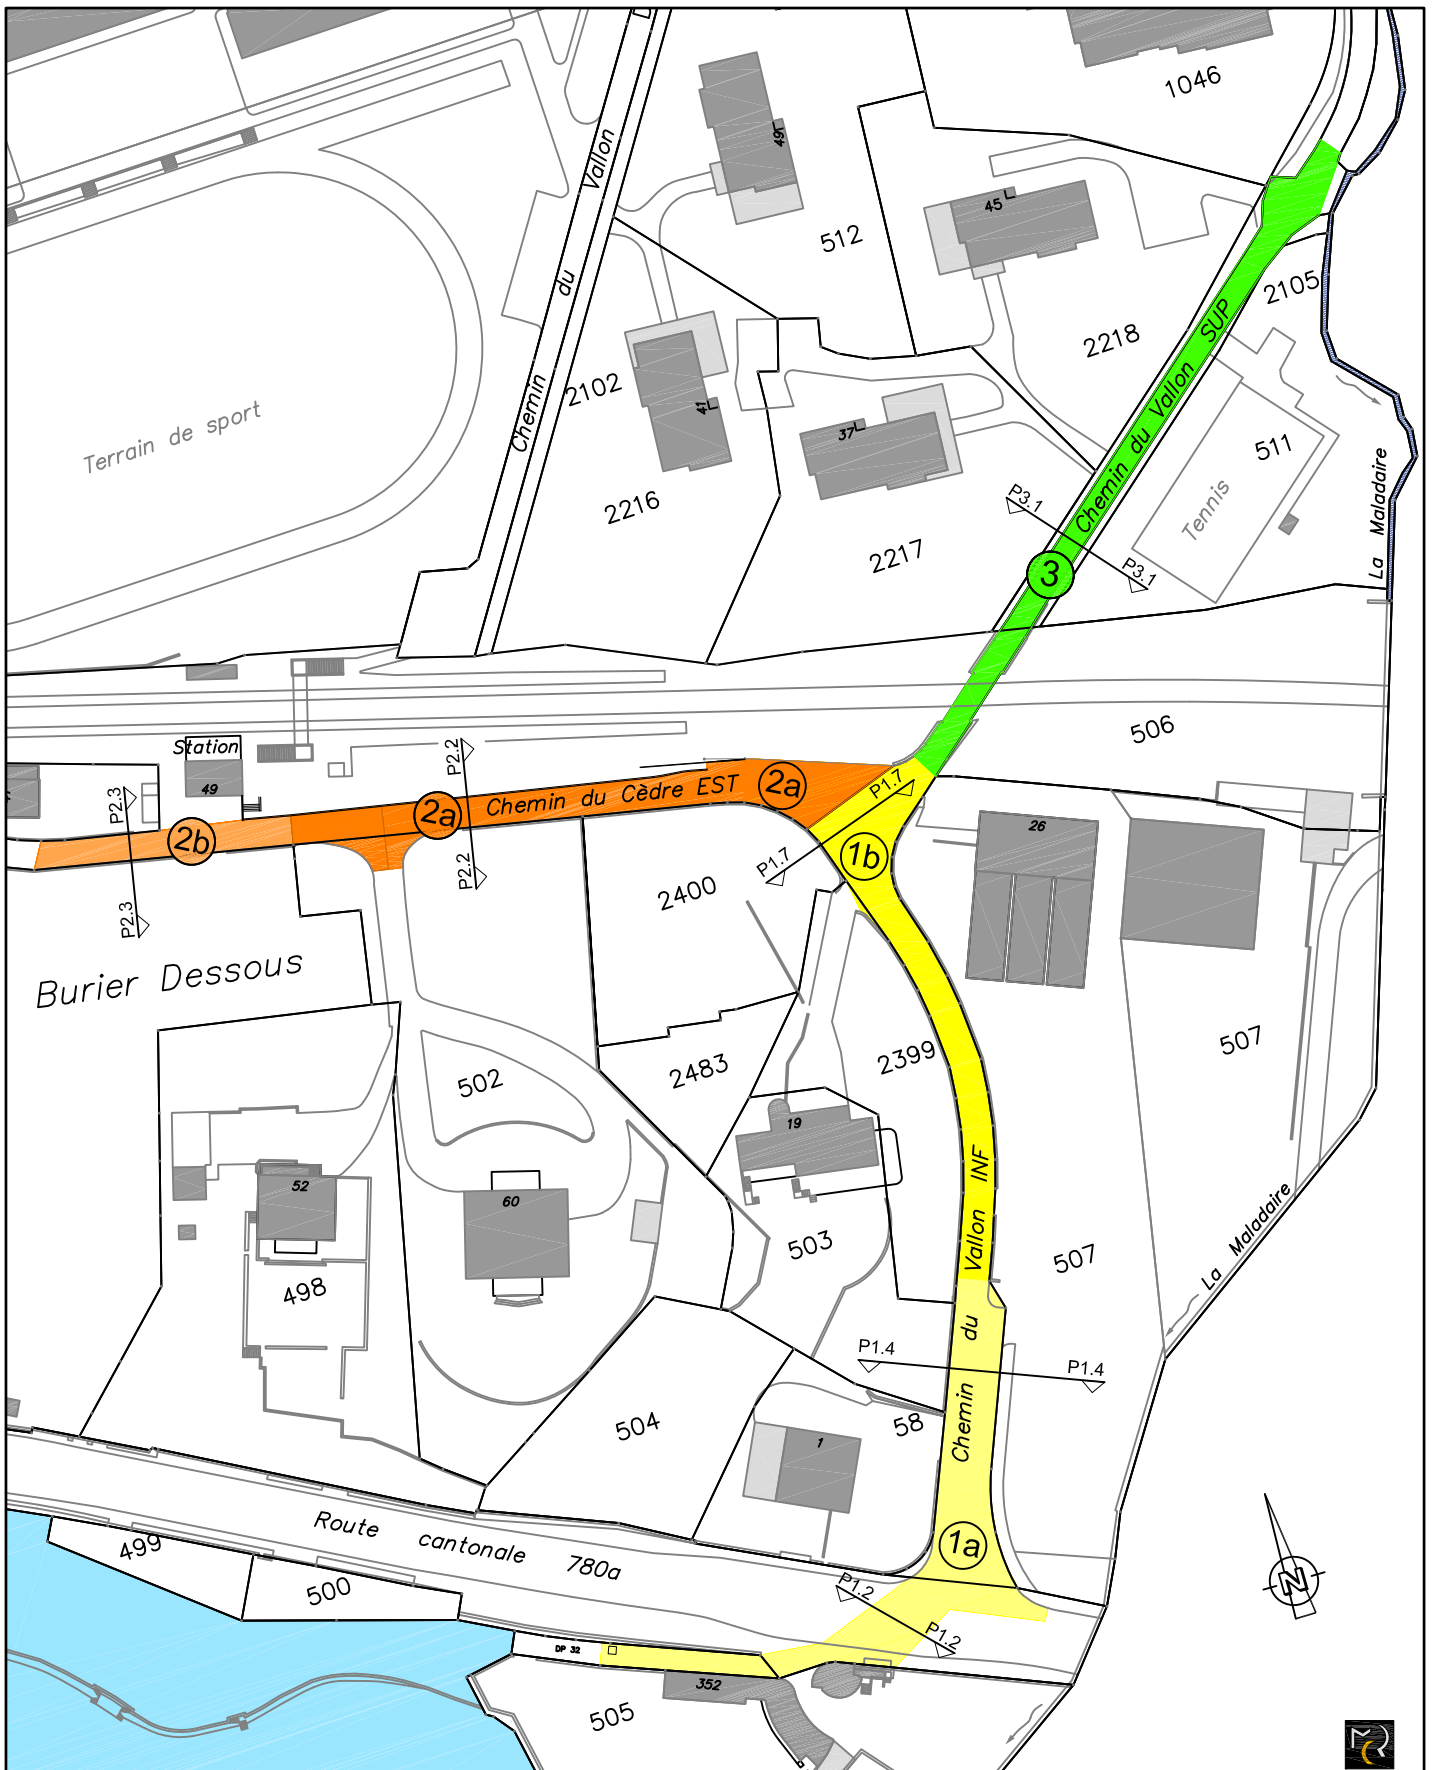 1046
Chemin du Vallon
49
512
45
2105
2218
Chemin du Vallon SUP
2102
41
37
Terrain de sport
511
Tennis
La Maladaire
P3.1
2216
2217
3
P3.1
506
Station
P2.2
49
P2.3
2a
Chemin du Cèdre EST
2a
P1.7
2b
26
1b
P1.7
P2.2
2400
P2.3
Burier Dessous
507
2399
2483
502
19
52
60
Chemin du Vallon INF
La Maladaire
503
507
498
P1.4
P1.4
504
58
1
Route cantonale 780a
499
1a
500
P1.2
P1.2
DP 32
352
505
N